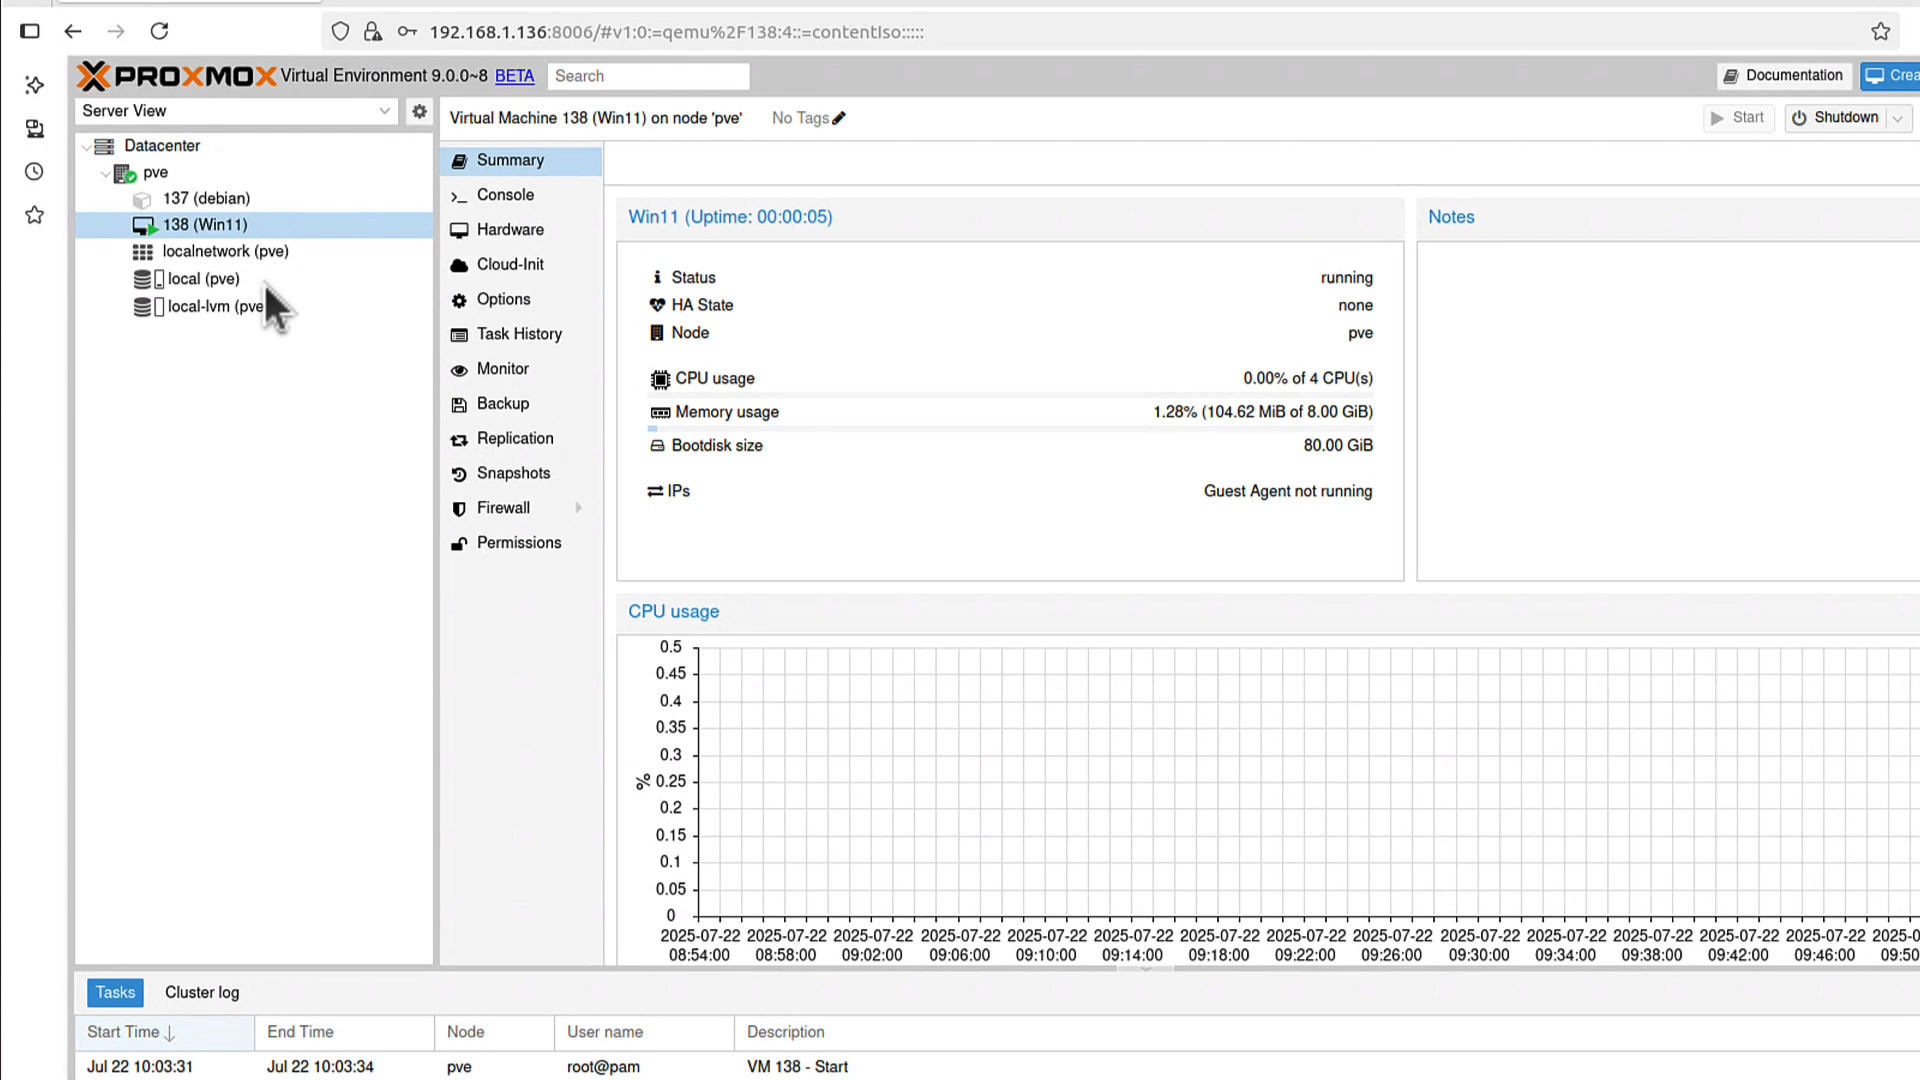 192.168.1.136:8006/#v1:0:=qemu%2F138:4::=contentIso:::::
PROXMOX Virtual Environment 9.0.0~8 BETA Search
Documentation
Server View
Virtual Machine 138 (Win11) on node 'pve' No Tags
Start
Shutdown
Datacenter
pve
137 (debian)
138 (Win11)
localnetwork (pve)
local (pve)
local-lvm (pve
Summary
Console
Hardware
Cloud-Init
Options
Task History
Monitor
Backup
Replication
Snapshots
Firewall
Permissions
Win11 (Uptime: 00:00:05)
Status running
HA State none
Node pve
CPU usage 0.00% of 4 CPU(s)
Memory usage 1.28% (104.62 MiB of 8.00 GiB)
Bootdisk size 80.00 GiB
IPs Guest Agent not running
Notes
CPU usage
0.5
0.45
0.4
0.35
0.3
0.25
0.2
0.15
0.1
0.05
0
%
2025-07-22 2025-07-22 2025-07-22 2025-07-22 2025-07-22 2025-07-22 2025-07-22 2025-07-22 2025-07-22 2025-07-22 2025-07-22 2025-07-22 2025-07-22 2025-07-22 2025-0
08:54:00 08:58:00 09:02:00 09:06:00 09:10:00 09:14:00 09:18:00 09:22:00 09:26:00 09:30:00 09:34:00 09:38:00 09:42:00 09:46:00 09:50
Tasks Cluster log
Start Time End Time Node User name Description
Jul 22 10:03:31 Jul 22 10:03:34 pve root@pam VM 138 - Start